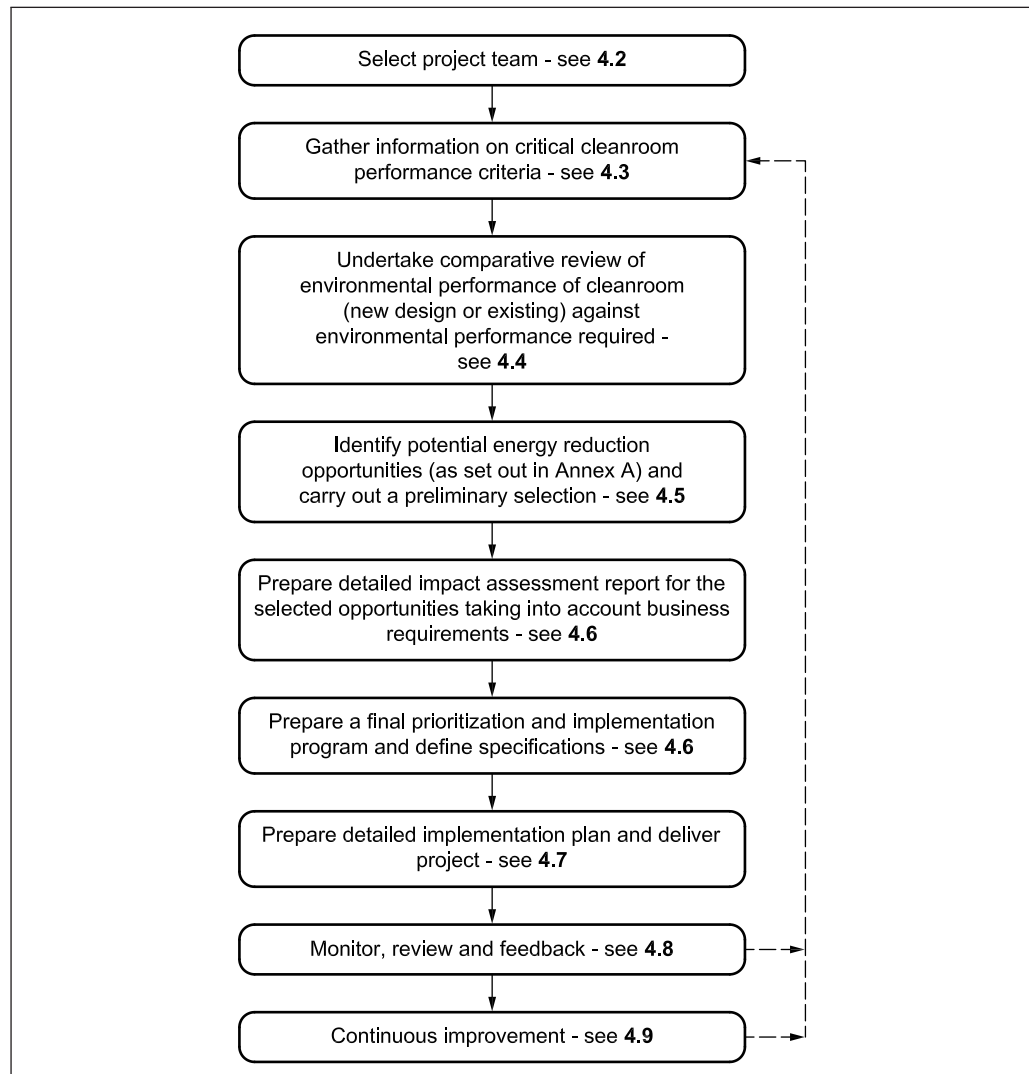 Select project team - see 4.2
Gather information on critical cleanroom
performance criteria - see 4.3
Undertake comparative review of
environmental performance of cleanroom
(new design or existing) against
environmental performance required -
see 4.4
Identify potential energy reduction
opportunities (as set out in Annex A) and
carry out a preliminary selection - see 4.5
Prepare detailed impact assessment report for the
selected opportunities taking into account business
requirements - see 4.6
Prepare a final prioritization and implementation
program and define specifications - see 4.6
Prepare detailed implementation plan and deliver
project - see 4.7
Monitor, review and feedback - see 4.8
Continuous improvement - see 4.9